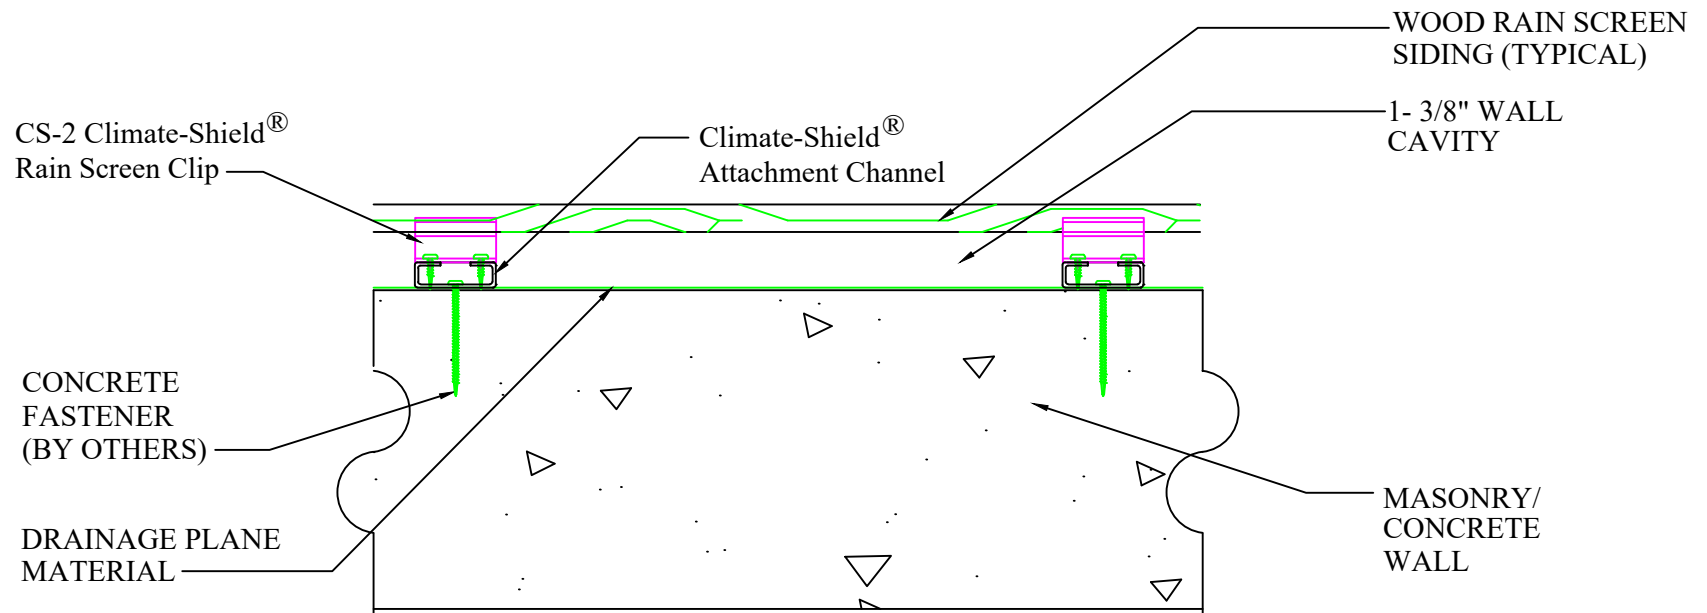 WOOD RAIN SCREEN
SIDING (TYPICAL)
1- 3/8" WALL
CAVITY
CS-2 Climate-Shield®
Rain Screen Clip
Climate-Shield®
Attachment Channel
CONCRETE
FASTENER
(BY OTHERS)
DRAINAGE PLANE
MATERIAL
MASONRY/
CONCRETE
WALL